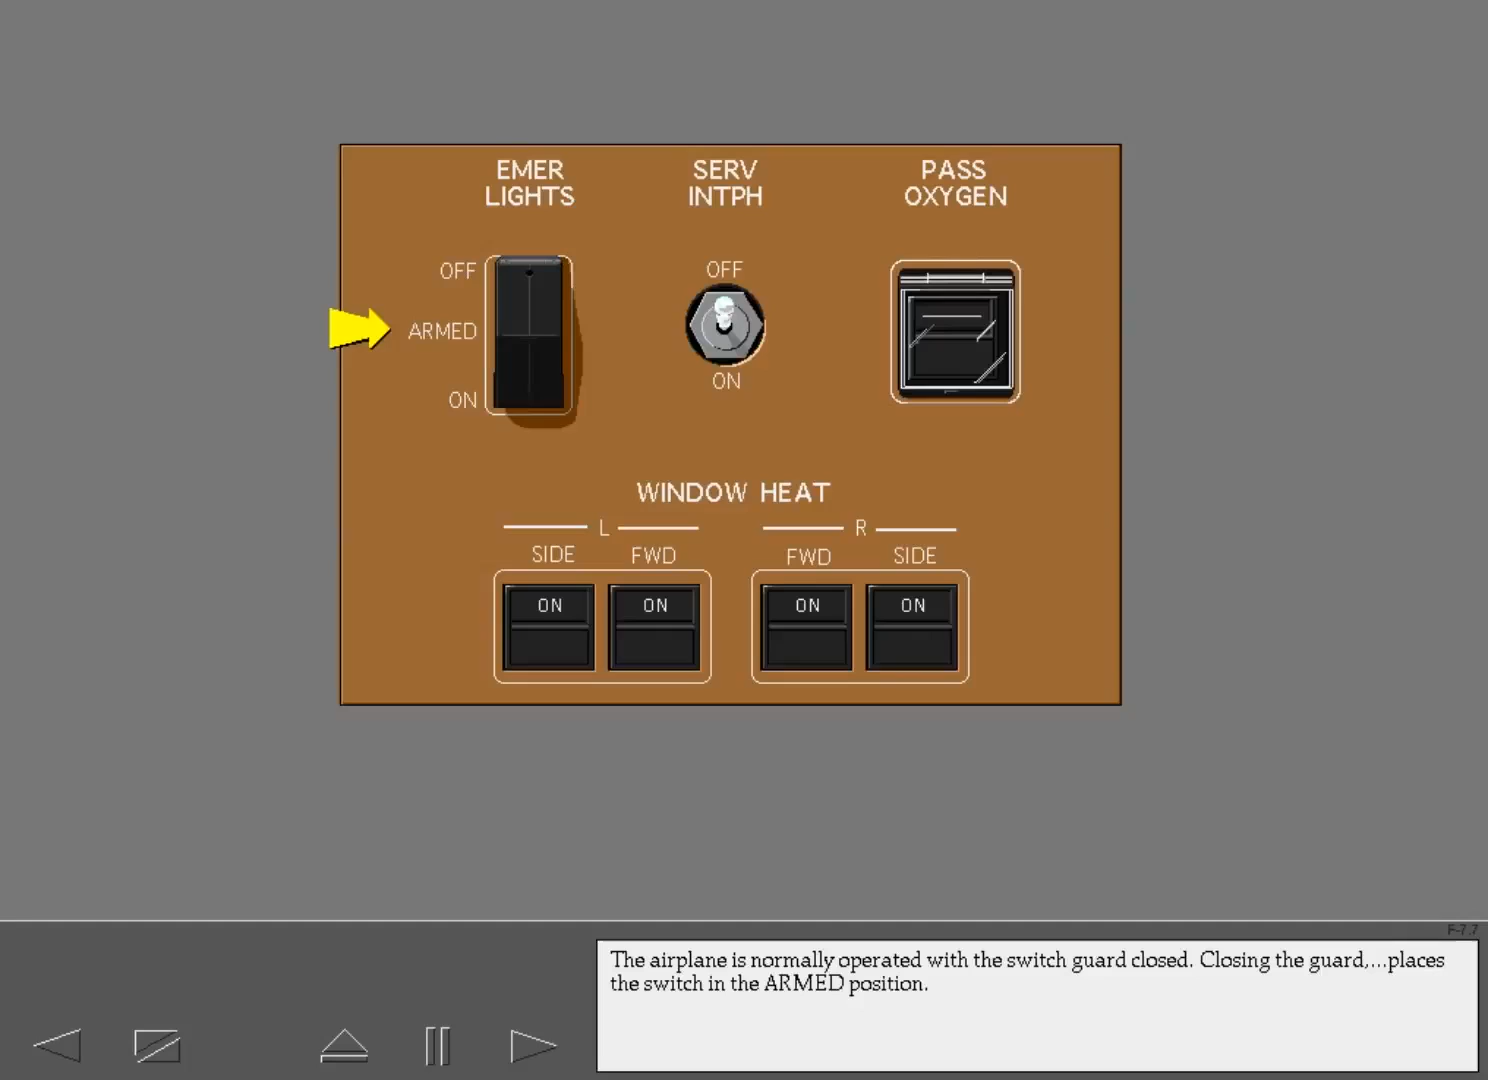 EMER
LIGHTS
SERV
INTPH
PASS
OXYGEN
OFF
ARMED
ON
OFF
ON
WINDOW HEAT
L
R
SIDE
FWD
FWD
SIDE
ON
ON
ON
ON
F-7.7
The airplane is normally operated with the switch guard closed. Closing the guard,...places
the switch in the ARMED position.